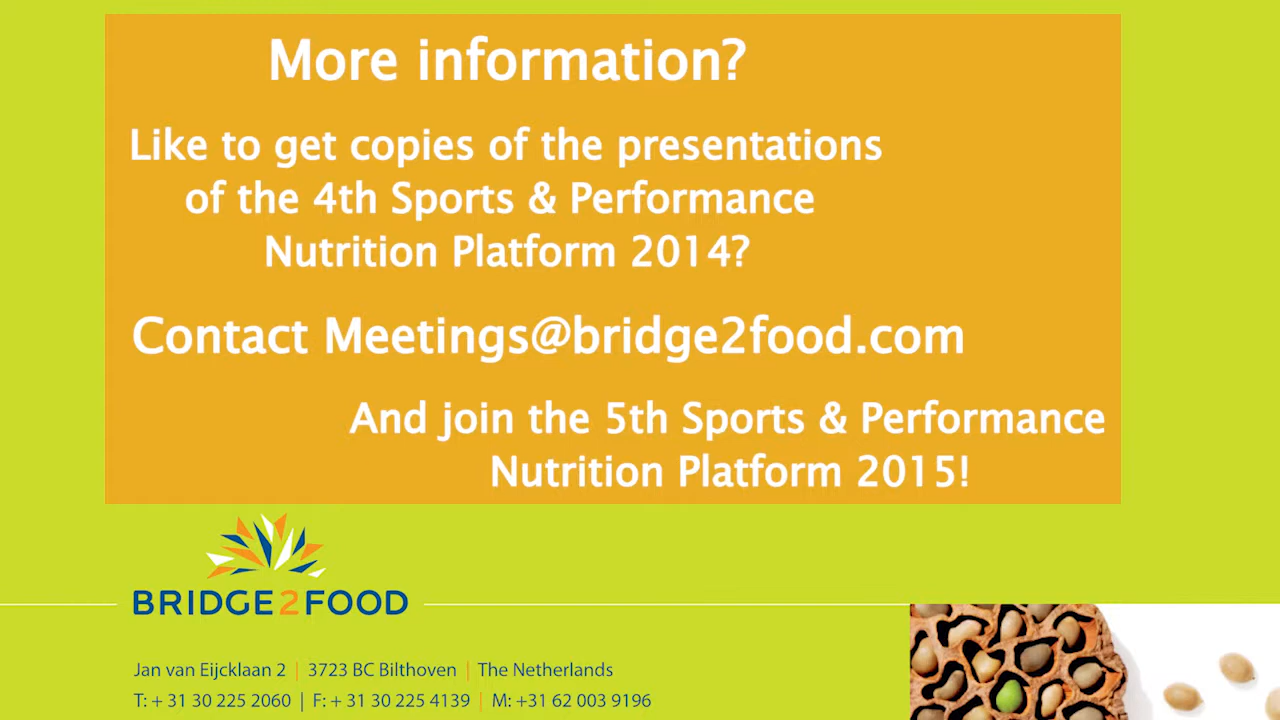 More information?
Like to get copies of the presentations
of the 4th Sports & Performance
Nutrition Platform 2014?
Contact Meetings@bridge2food.com
And join the 5th Sports & Performance
Nutrition Platform 2015!
BRIDGE2FOOD
Jan van Eijcklaan 2 | 3723 BC Bilthoven | The Netherlands
T: + 31 30 225 2060 | F: + 31 30 225 4139 | M: +31 62 003 9196